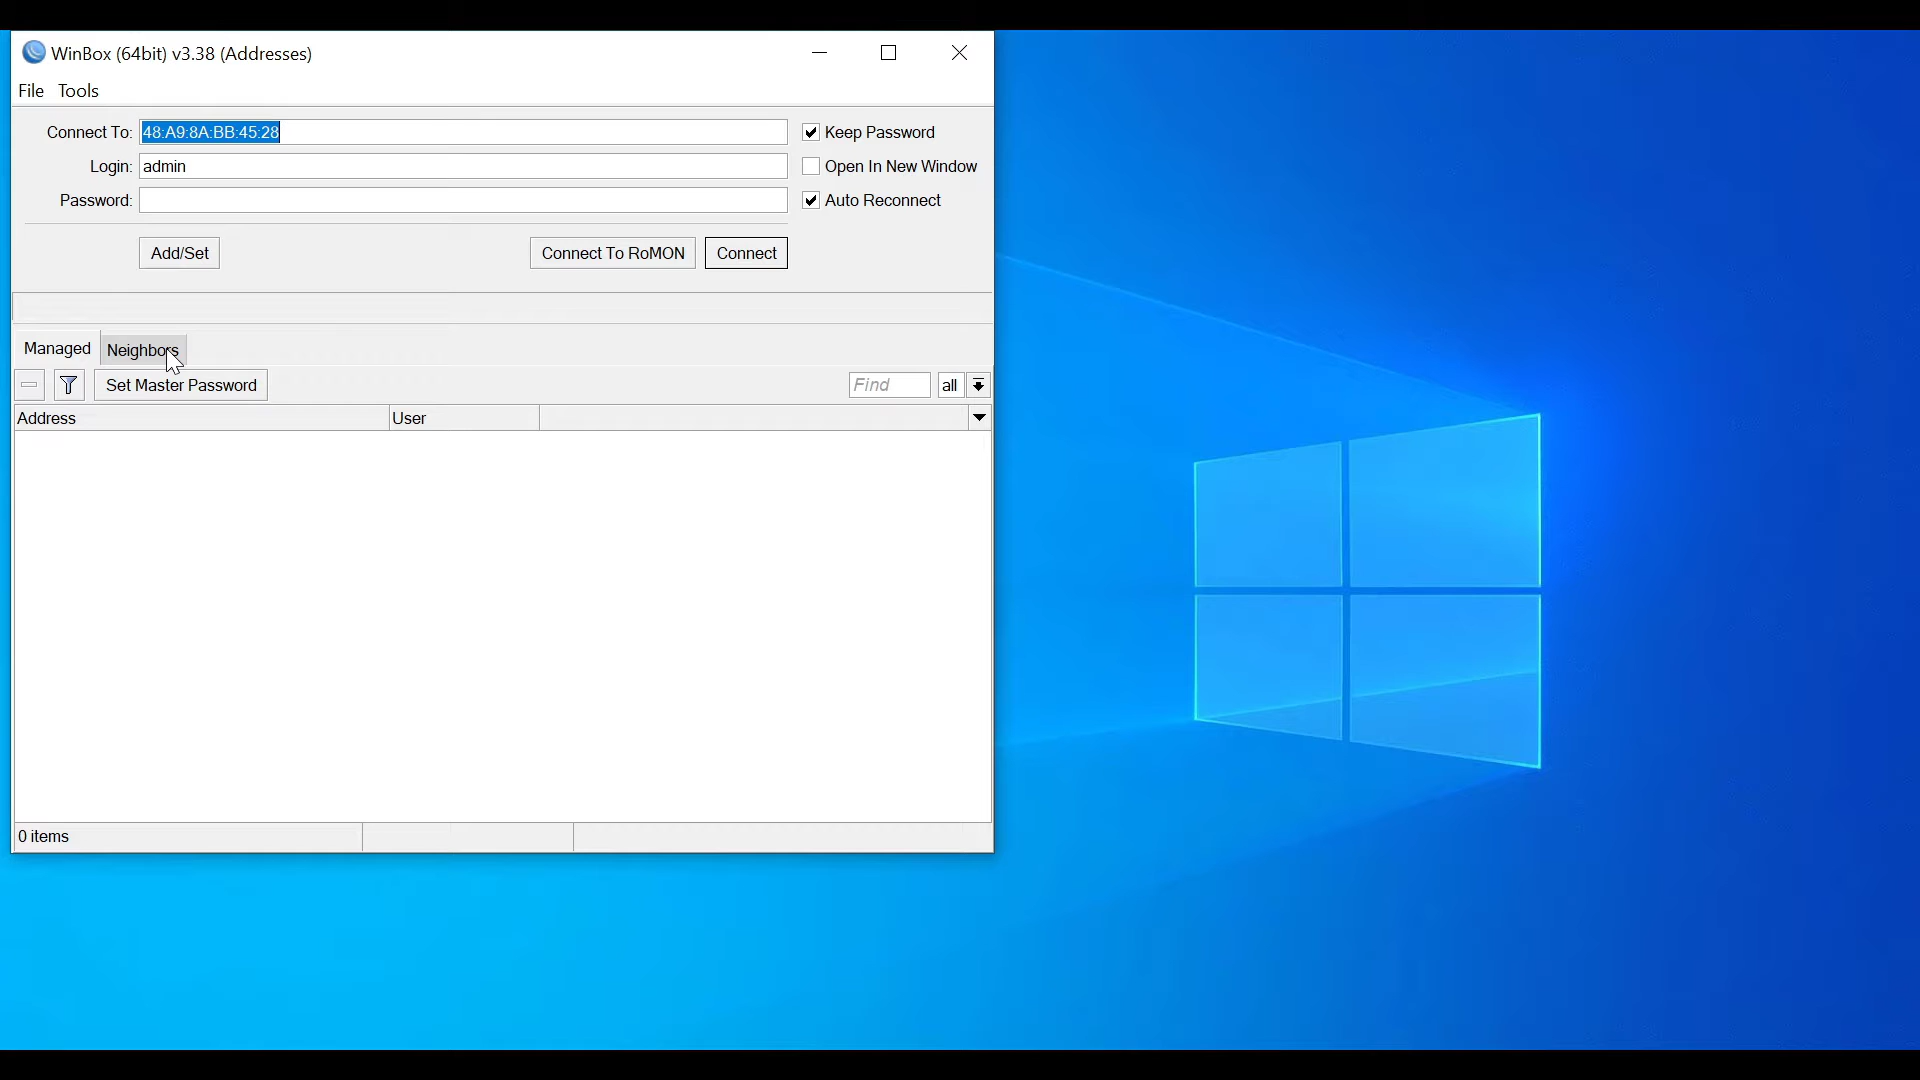 WinBox (64bit) v3.38 (Addresses)
File Tools
Connect To: 48:A9:8A:BB:45:28 Keep Password
Login: admin Open In New Window
Password: Auto Reconnect
Add/Set Connect To RoMON Connect
Managed Neighbors
Set Master Password Find all
Address User
0 items